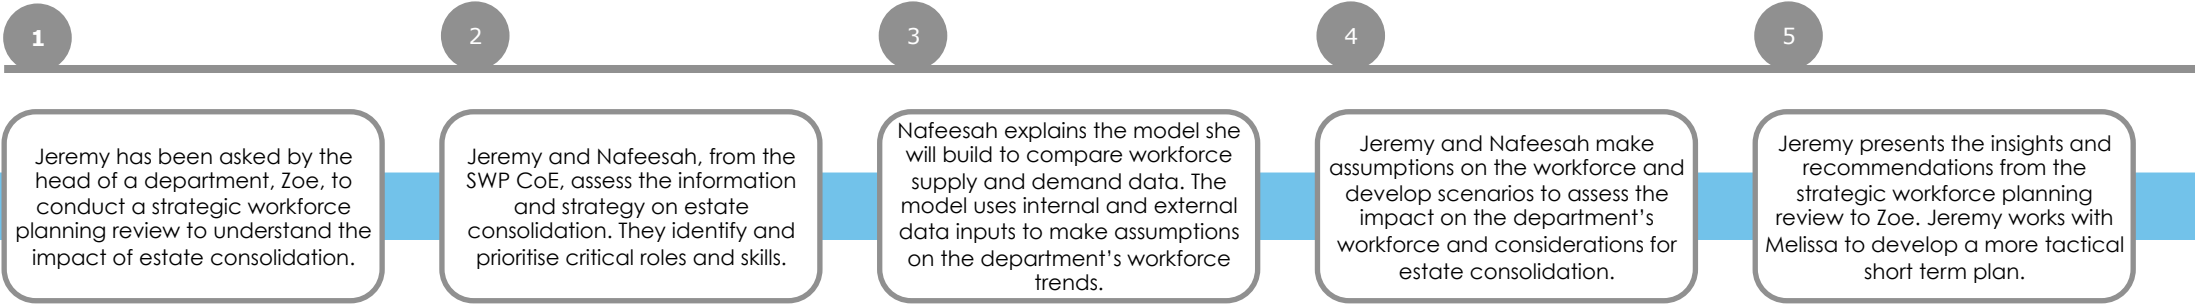 1
2
3
4
5
Jeremy has been asked by the
head of a department, Zoe, to
conduct a strategic workforce
planning review to understand the
impact of estate consolidation.
Jeremy and Nafeesah, from the
SWP CoE, assess the information
and strategy on estate
consolidation. They identify and
prioritise critical roles and skills.
Nafeesah explains the model she
will build to compare workforce
supply and demand data. The
model uses internal and external
data inputs to make assumptions
on the department's workforce
trends.
Jeremy and Nafeesah make
assumptions on the workforce and
develop scenarios to assess the
impact on the department's
workforce and considerations for
estate consolidation.
Jeremy presents the insights and
recommendations from the
strategic workforce planning
review to Zoe. Jeremy works with
Melissa to develop a more tactical
short term plan.